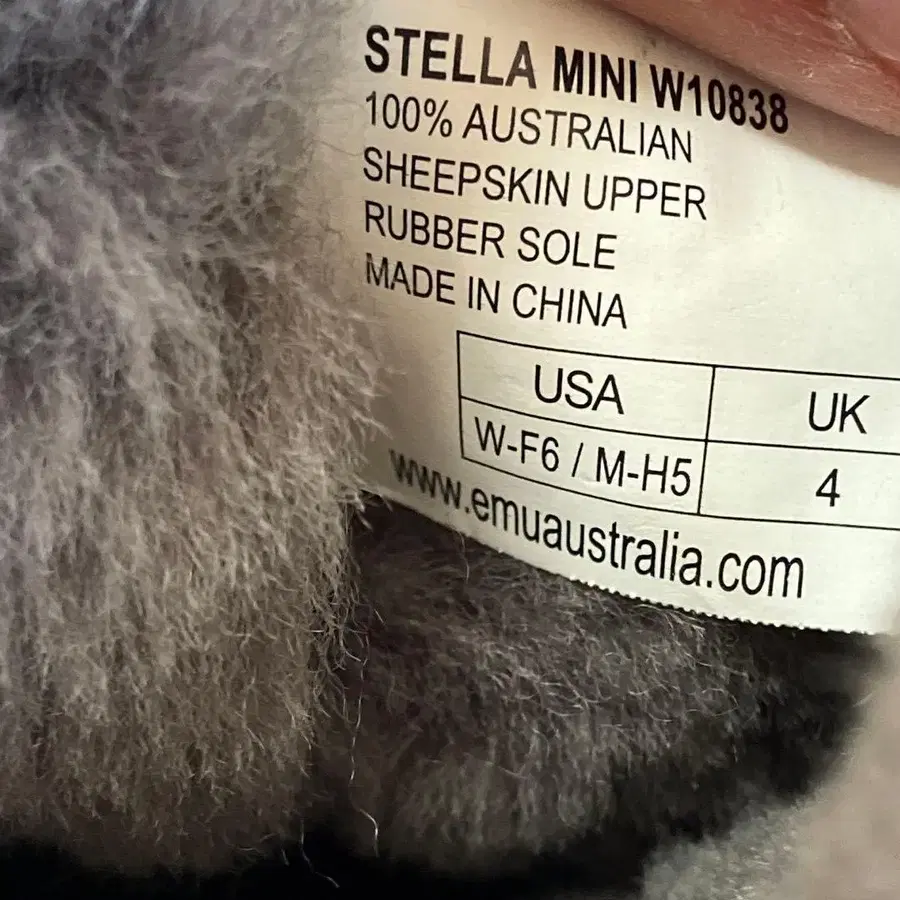 STELLA MINI W10838
100% AUSTRALIAN
SHEEPSKIN UPPER
RUBBER SOLE
MADE IN CHINA
USA UK
W-F6 / M-H5 4
www.emuaustralia.com